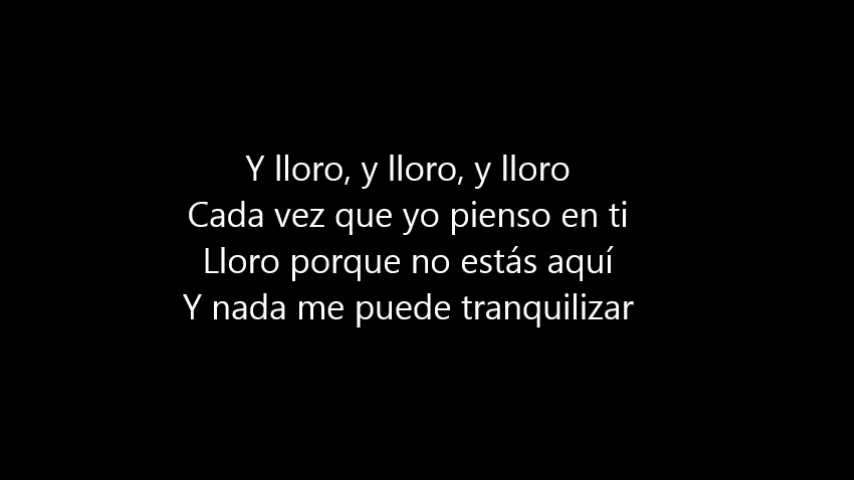 Y lloro, y lloro, y lloro
Cada vez que yo pienso en ti
Lloro porque no estás aquí
Y nada me puede tranquilizar